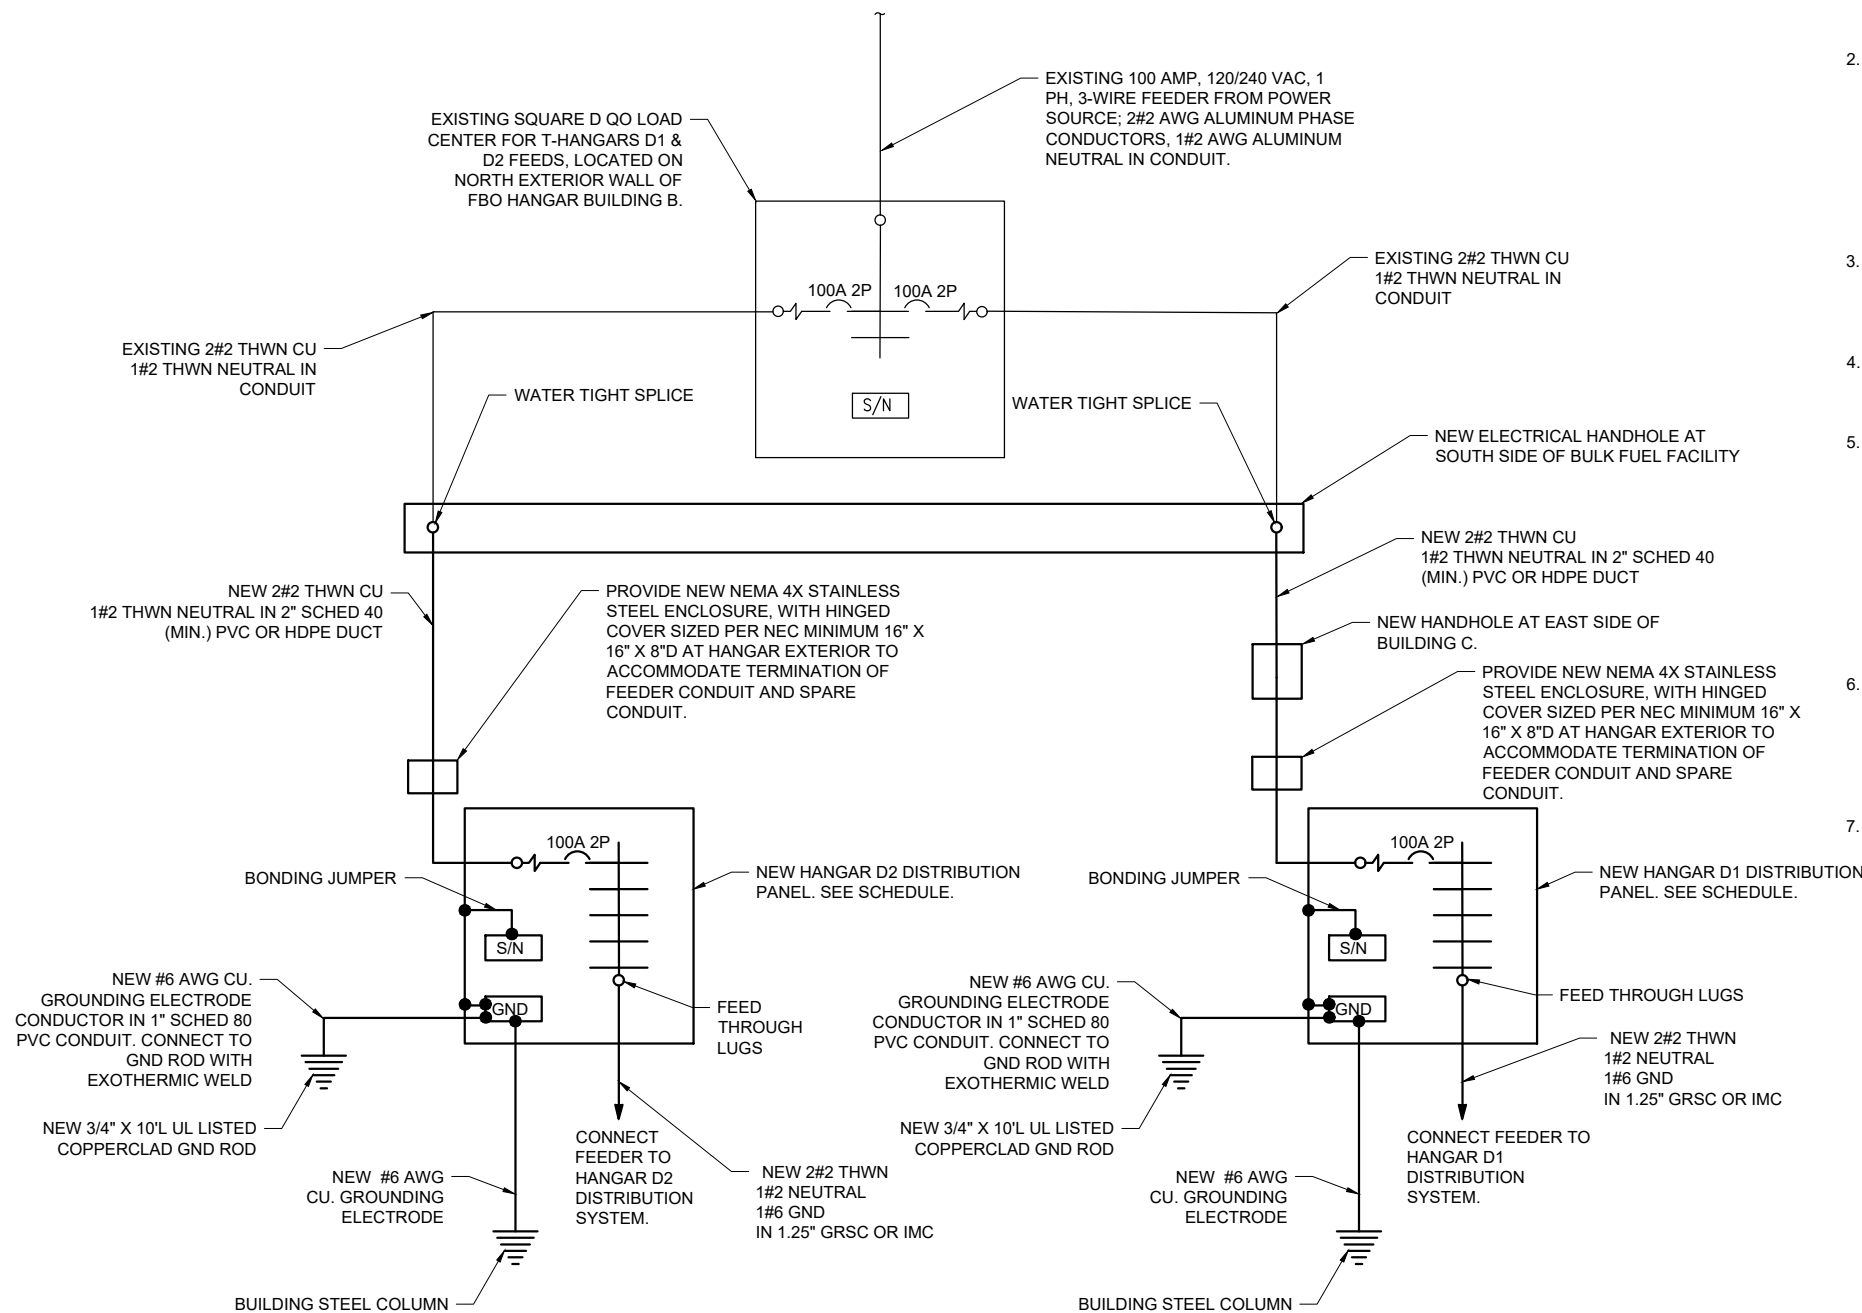 EXISTING 100 AMP, 120/240 VAC, 1
PH, 3-WIRE FEEDER FROM POWER
SOURCE; 2#2 AWG ALUMINUM PHASE
CONDUCTORS, 1#2 AWG ALUMINUM
NEUTRAL IN CONDUIT.
EXISTING SQUARE D QO LOAD
CENTER FOR T-HANGARS D1 &
D2 FEEDS, LOCATED ON
NORTH EXTERIOR WALL OF
FBO HANGAR BUILDING B.
100A 2P
100A 2P
S/N
EXISTING 2#2 THWN CU
1#2 THWN NEUTRAL IN
CONDUIT
EXISTING 2#2 THWN CU
1#2 THWN NEUTRAL IN
CONDUIT
WATER TIGHT SPLICE
WATER TIGHT SPLICE
NEW ELECTRICAL HANDHOLE AT
SOUTH SIDE OF BULK FUEL FACILITY
NEW 2#2 THWN CU
1#2 THWN NEUTRAL IN 2" SCHED 40
(MIN.) PVC OR HDPE DUCT
PROVIDE NEW NEMA 4X STAINLESS
STEEL ENCLOSURE, WITH HINGED
COVER SIZED PER NEC MINIMUM 16" X
16" X 8"D AT HANGAR EXTERIOR TO
ACCOMMODATE TERMINATION OF
FEEDER CONDUIT AND SPARE
CONDUIT.
NEW 2#2 THWN CU
1#2 THWN NEUTRAL IN 2" SCHED 40
(MIN.) PVC OR HDPE DUCT
NEW HANDHOLE AT EAST SIDE OF
BUILDING C.
PROVIDE NEW NEMA 4X STAINLESS
STEEL ENCLOSURE, WITH HINGED
COVER SIZED PER NEC MINIMUM 16" X
16" X 8"D AT HANGAR EXTERIOR TO
ACCOMMODATE TERMINATION OF
FEEDER CONDUIT AND SPARE
CONDUIT.
100A 2P
BONDING JUMPER
S/N
GND
NEW HANGAR D2 DISTRIBUTION
PANEL. SEE SCHEDULE.
NEW #6 AWG CU.
GROUNDING ELECTRODE
CONDUCTOR IN 1" SCHED 80
PVC CONDUIT. CONNECT TO
GND ROD WITH
EXOTHERMIC WELD
FEED
THROUGH
LUGS
NEW 3/4" X 10'L UL LISTED
COPPERCLAD GND ROD
NEW #6 AWG
CU. GROUNDING
ELECTRODE
CONNECT
FEEDER TO
HANGAR D2
DISTRIBUTION
SYSTEM.
NEW 2#2 THWN
1#2 NEUTRAL
1#6 GND
IN 1.25" GRSC OR IMC
BUILDING STEEL COLUMN
100A 2P
BONDING JUMPER
S/N
GND
NEW HANGAR D1 DISTRIBUTION
PANEL. SEE SCHEDULE.
NEW #6 AWG CU.
GROUNDING ELECTRODE
CONDUCTOR IN 1" SCHED 80
PVC CONDUIT. CONNECT TO
GND ROD WITH
EXOTHERMIC WELD
FEED THROUGH LUGS
NEW 2#2 THWN
1#2 NEUTRAL
1#6 GND
IN 1.25" GRSC OR IMC
NEW 3/4" X 10'L UL LISTED
COPPERCLAD GND ROD
CONNECT FEEDER TO
HANGAR D1
DISTRIBUTION
SYSTEM.
NEW #6 AWG
CU. GROUNDING
ELECTRODE
BUILDING STEEL COLUMN
2.
3.
4.
5.
6.
7.